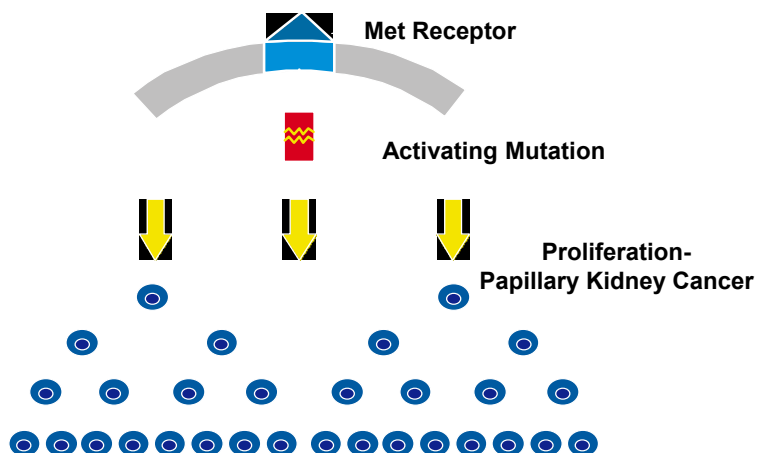 Met Receptor
Activating Mutation
Proliferation-
Papillary Kidney Cancer